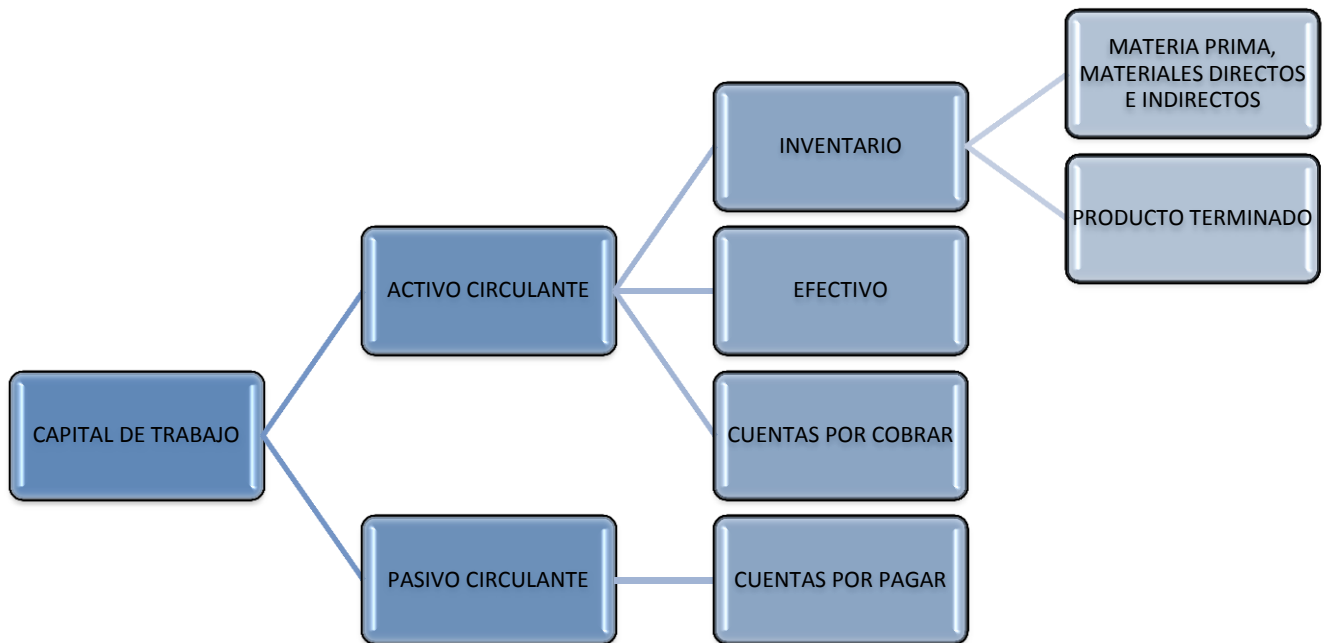 MATERIA PRIMA,
MATERIALES DIRECTOS
E INDIRECTOS
INVENTARIO
PRODUCTO TERMINADO
ACTIVO CIRCULANTE
EFECTIVO
CAPITAL DE TRABAJO
CUENTAS POR COBRAR
PASIVO CIRCULANTE
CUENTAS POR PAGAR